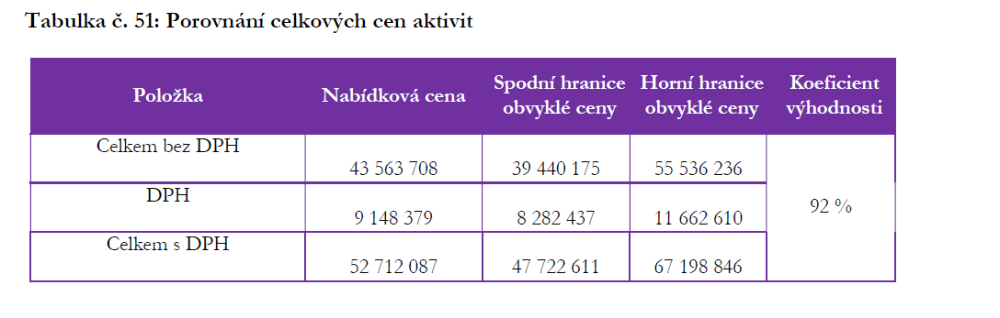 Tabulka č. 51: Porovnání celkových cen aktivit
Položka Nabídková cena Spodní hranice obvyklé ceny Horní hranice obvyklé ceny Koeficient výhodnosti
Celkem bez DPH 43 563 708 39 440 175 55 536 236
DPH 9 148 379 8 282 437 11 662 610 92 %
Celkem s DPH 52 712 087 47 722 611 67 198 846